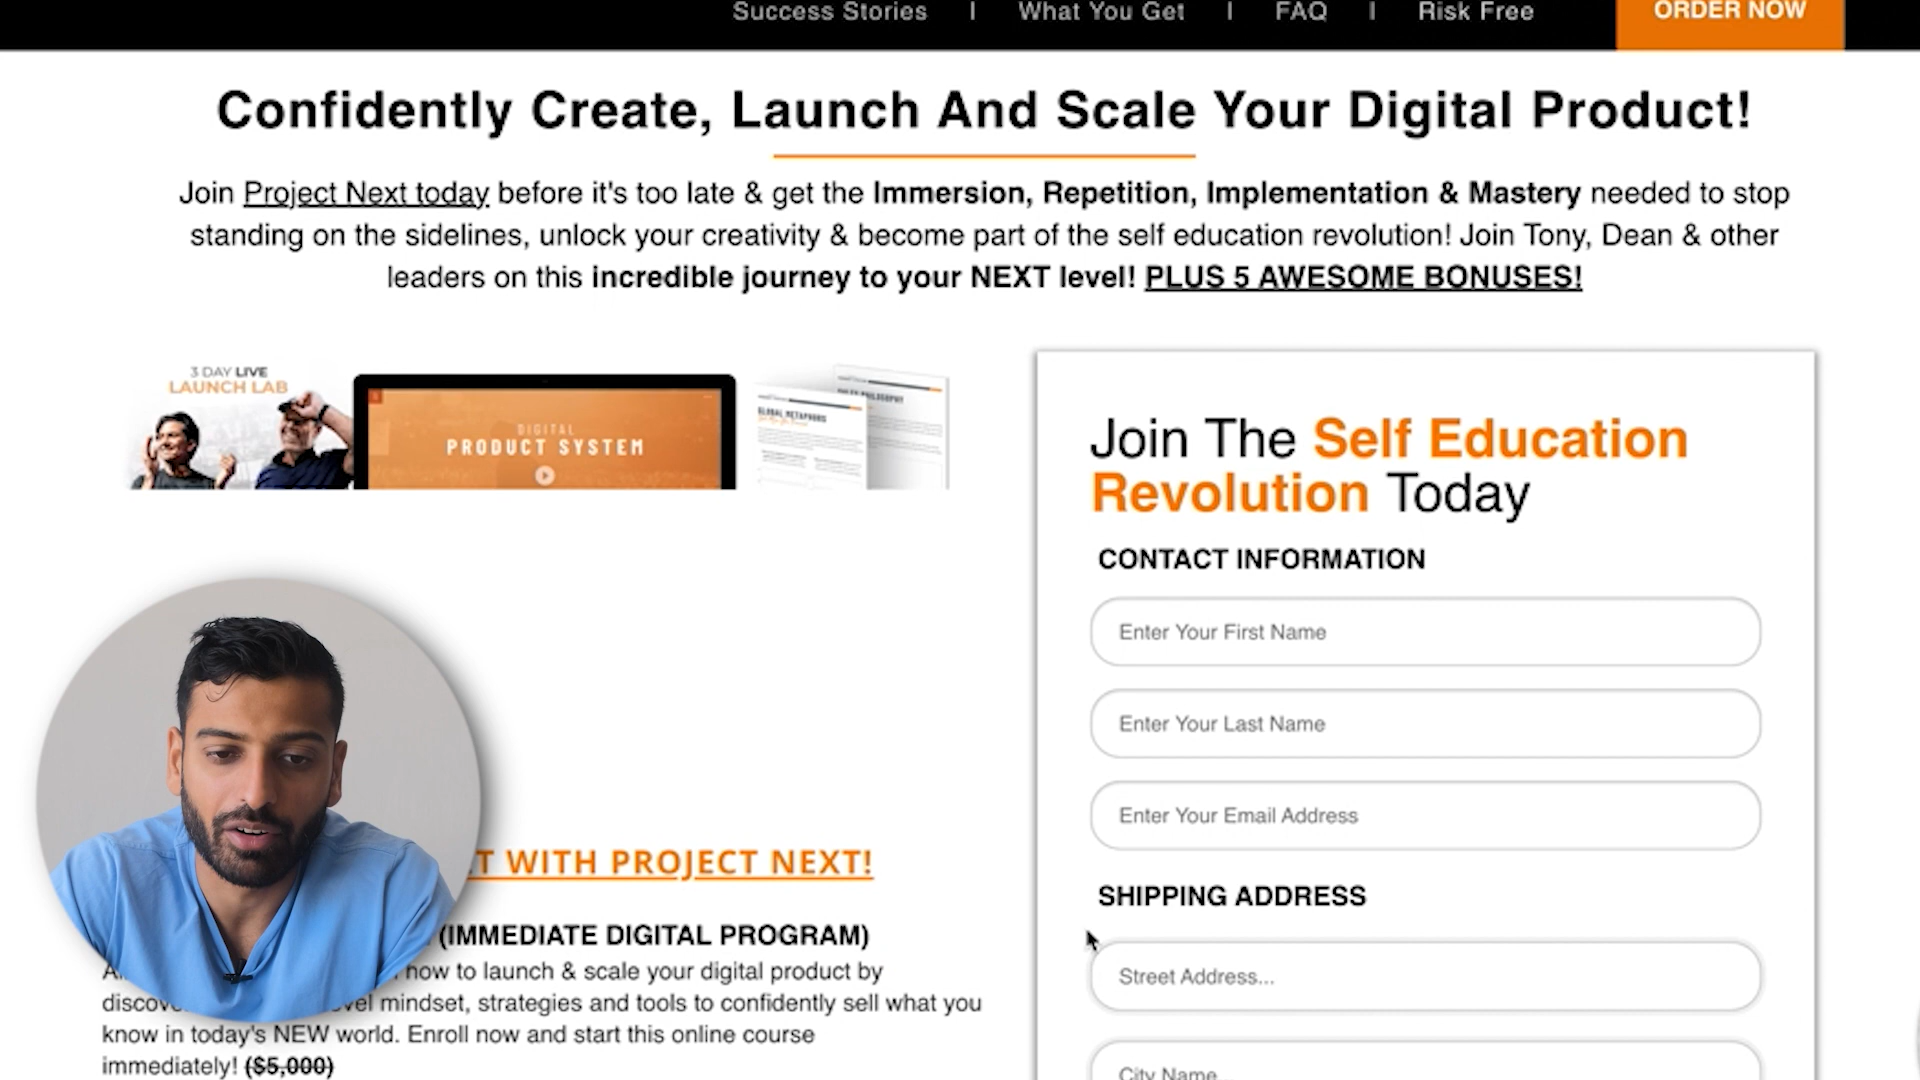 Success Stories | What You Get | FAQ | Risk Free ORDER NOW
Confidently Create, Launch And Scale Your Digital Product!
Join Project Next today before it's too late & get the Immersion, Repetition, Implementation & Mastery needed to stop
standing on the sidelines, unlock your creativity & become part of the self education revolution! Join Tony, Dean & other
leaders on this incredible journey to your NEXT level! PLUS 5 AWESOME BONUSES!
3 DAY LIVE
LAUNCH LAB
DIGITAL
PRODUCT SYSTEM
GLOBAL METAPHORS
PHILOSOPHY
Join The Self Education
Revolution Today
CONTACT INFORMATION
Enter Your First Name
Enter Your Last Name
Enter Your Email Address
SHIPPING ADDRESS
Street Address...
City Name...
T WITH PROJECT NEXT!
(IMMEDIATE DIGITAL PROGRAM)
how to launch & scale your digital product by
mindset, strategies and tools to confidently sell what you
know in today's NEW world. Enroll now and start this online course
immediately! ($5,000)